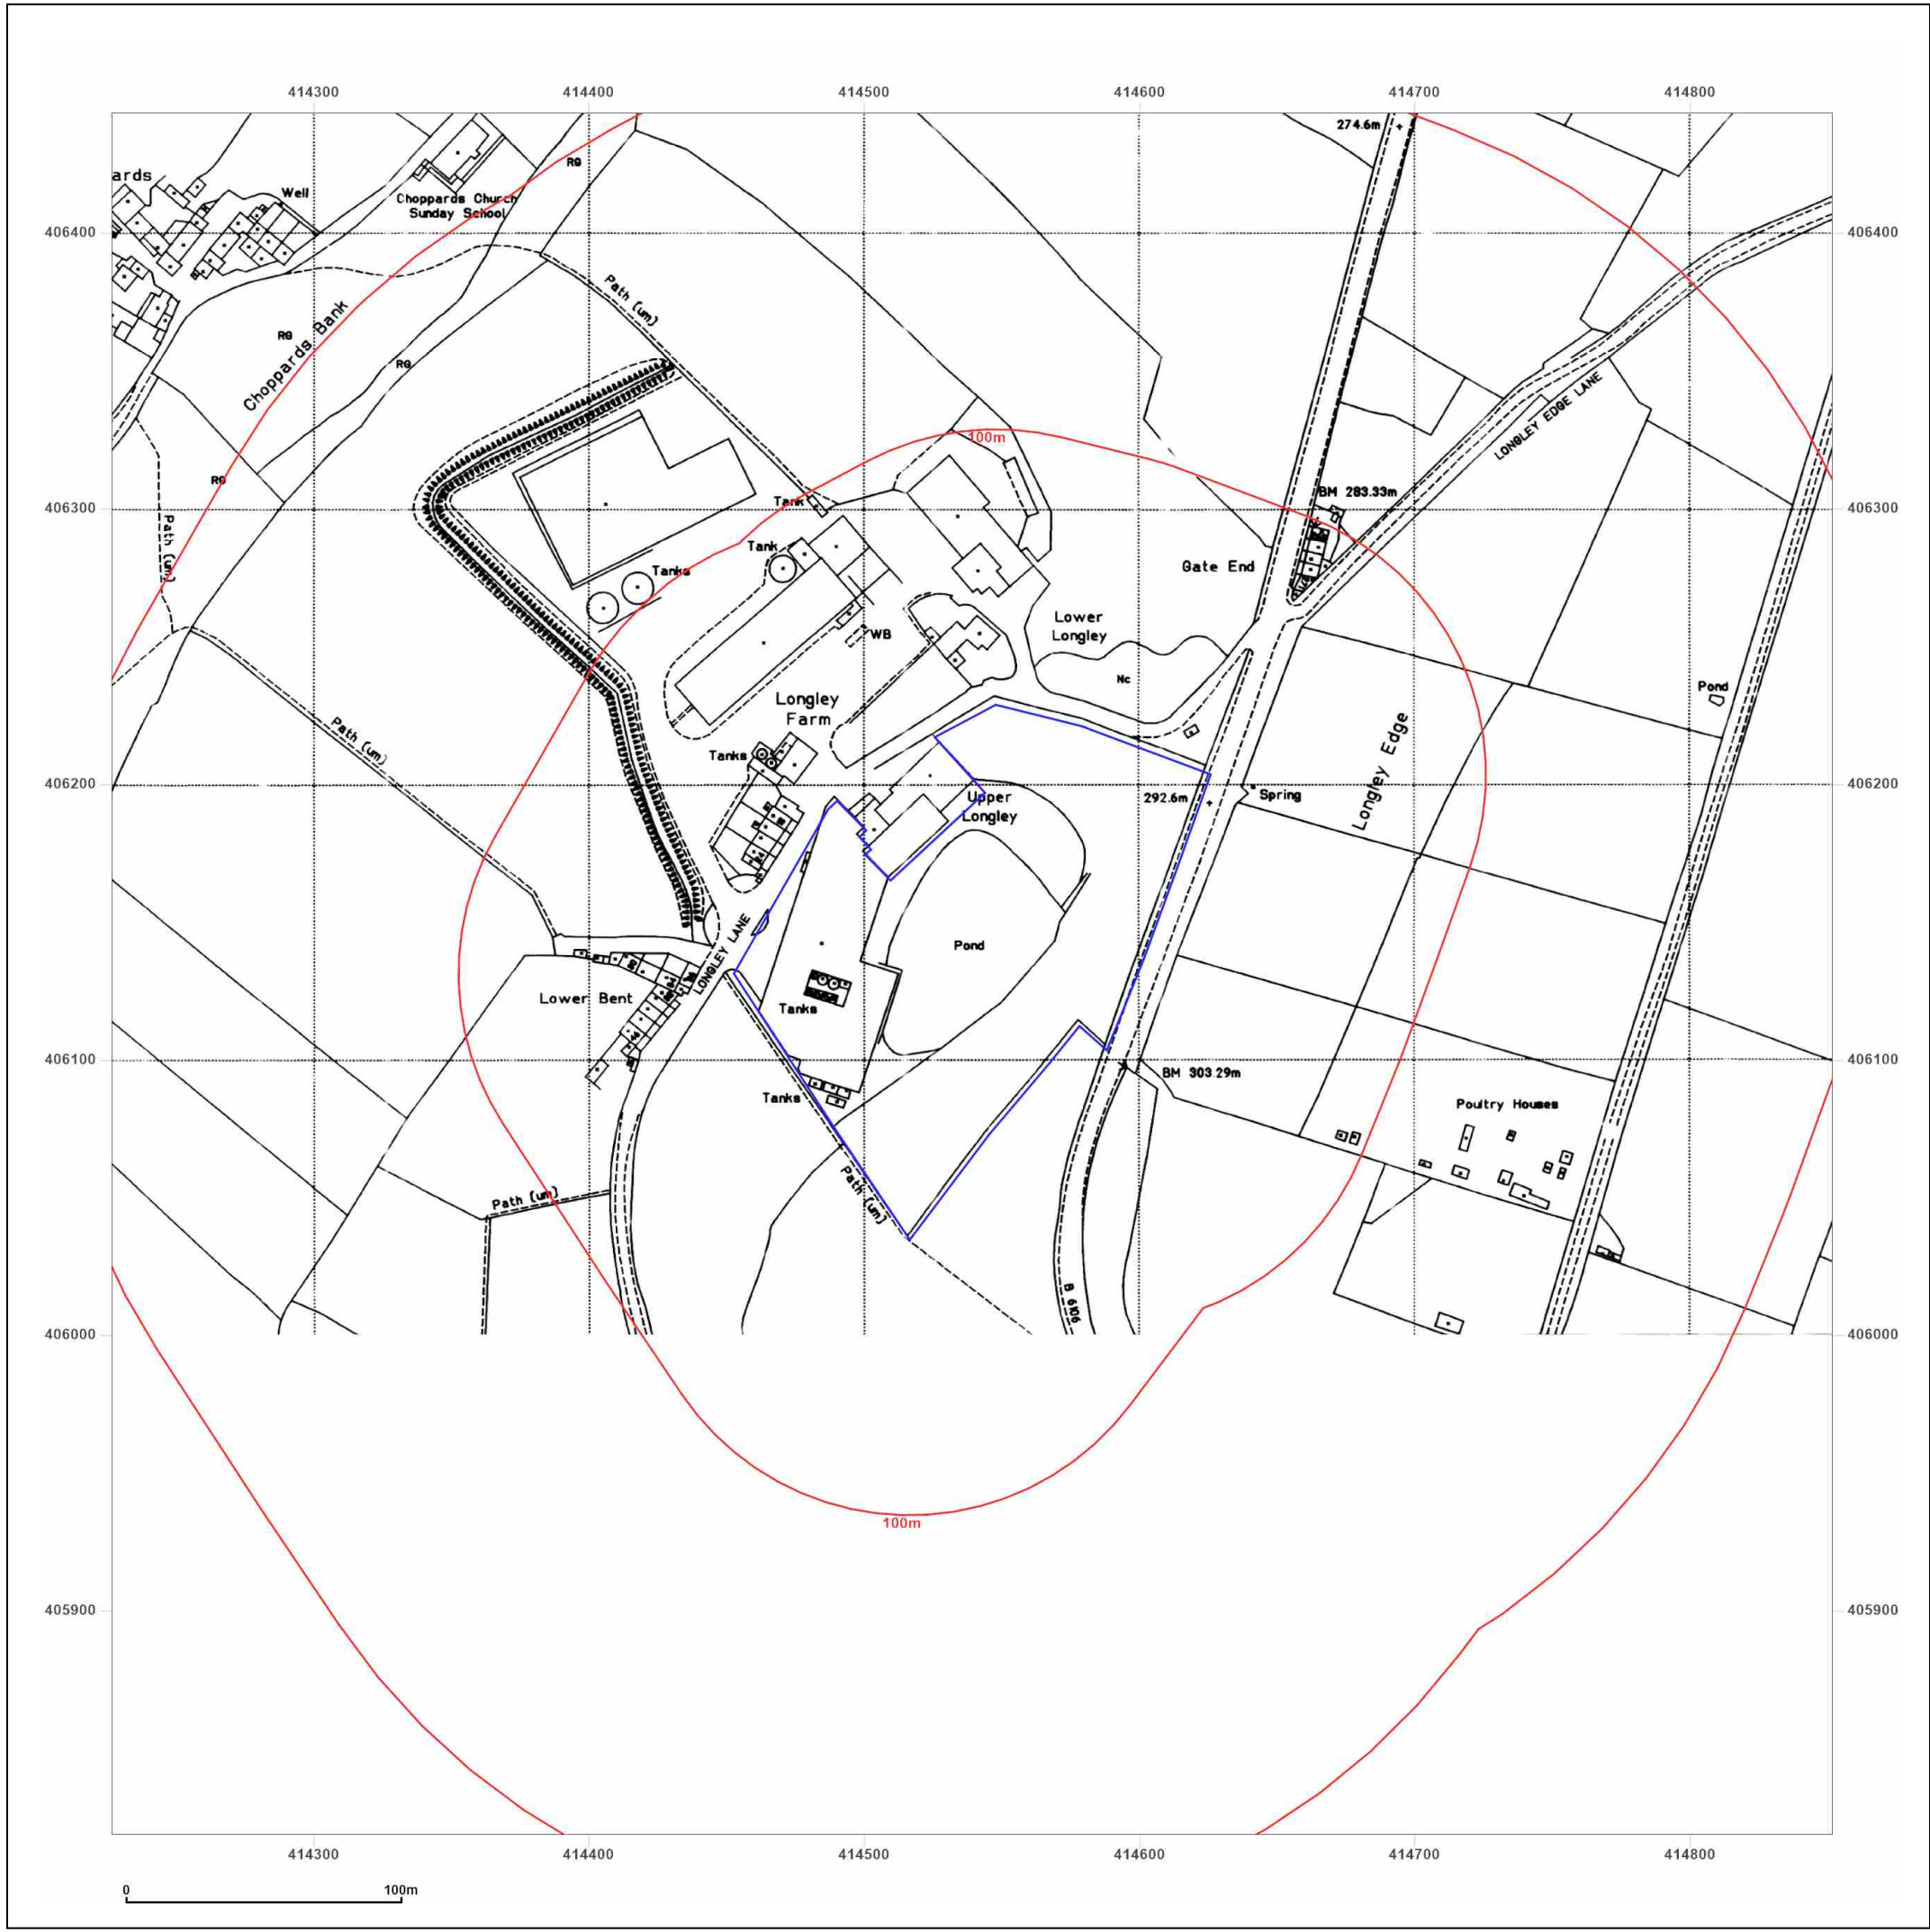 414300 414400 414500 414600 414700 414800
274.6m
RG
ards
Well
Choppards Church
Sunday School
406400 406400
Path (um)
RG
Choppards Bank
RG
LONGLEY EDGE LANE
100m
RG
BM 283.33m
Tank
406300 406300
Path (um)
Tank
Gate End
Tanks
Lower
Longley
WB
Nc
Pond
Longley
Farm
Path (um)
Longley Edge
Tanks
406200 406200
Upper
Longley
292.6m
Spring
LONGLEY LANE
Pond
Lower Bent
Tanks
406100 406100
BM 303.29m
Tanks
Poultry Houses
Path (um)
Path (um)
B 6106
406000 406000
100m
405900 405900
414300 414400 414500 414600 414700 414800
0 100m